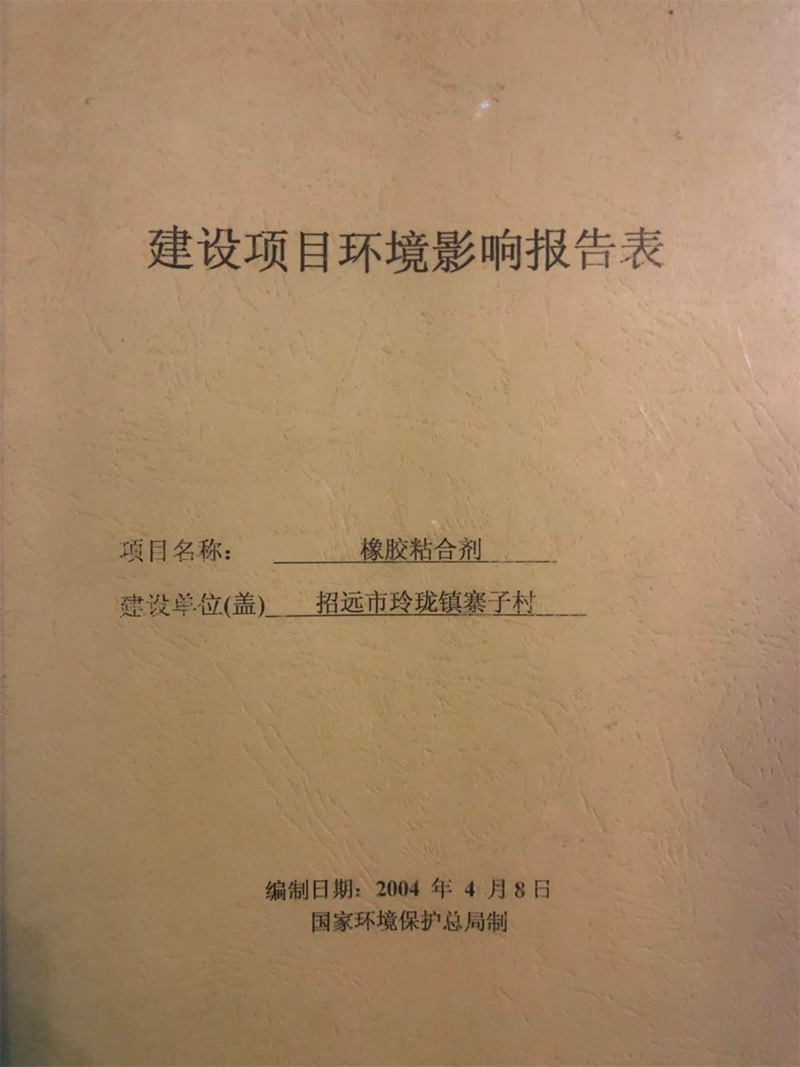 建设项目环境影响报告表
项目名称： 橡胶粘合剂
建设单位(盖) 招远市玲珑镇寨子村
编制日期：2004 年 4 月 8 日
国家环境保护总局制